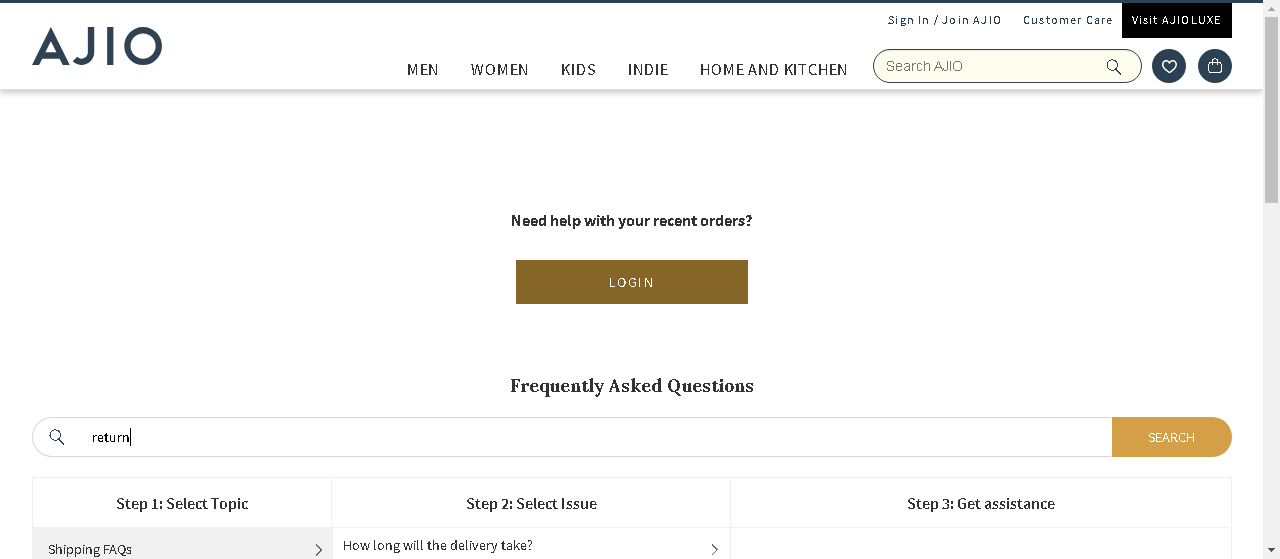 Sign In / Join AJIO
Customer Care
Visit AJIOLUXE
AJIO
MEN
WOMEN
KIDS
INDIE
HOME AND KITCHEN
Search AJIO
Need help with your recent orders?
LOGIN
Frequently Asked Questions
return
SEARCH
Step 1: Select Topic
Step 2: Select Issue
Step 3: Get assistance
Shipping FAQs
How long will the delivery take?